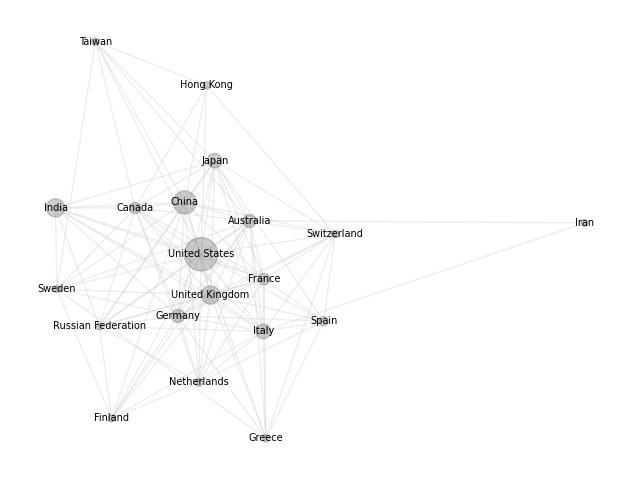 Taiwan
Hong Kong
Japan
India
Canada
China
Australia
Iran
Switzerland
United States
France
Sweden
United Kingdom
Germany
Russian Federation
Spain
Italy
Netherlands
Finland
Greece